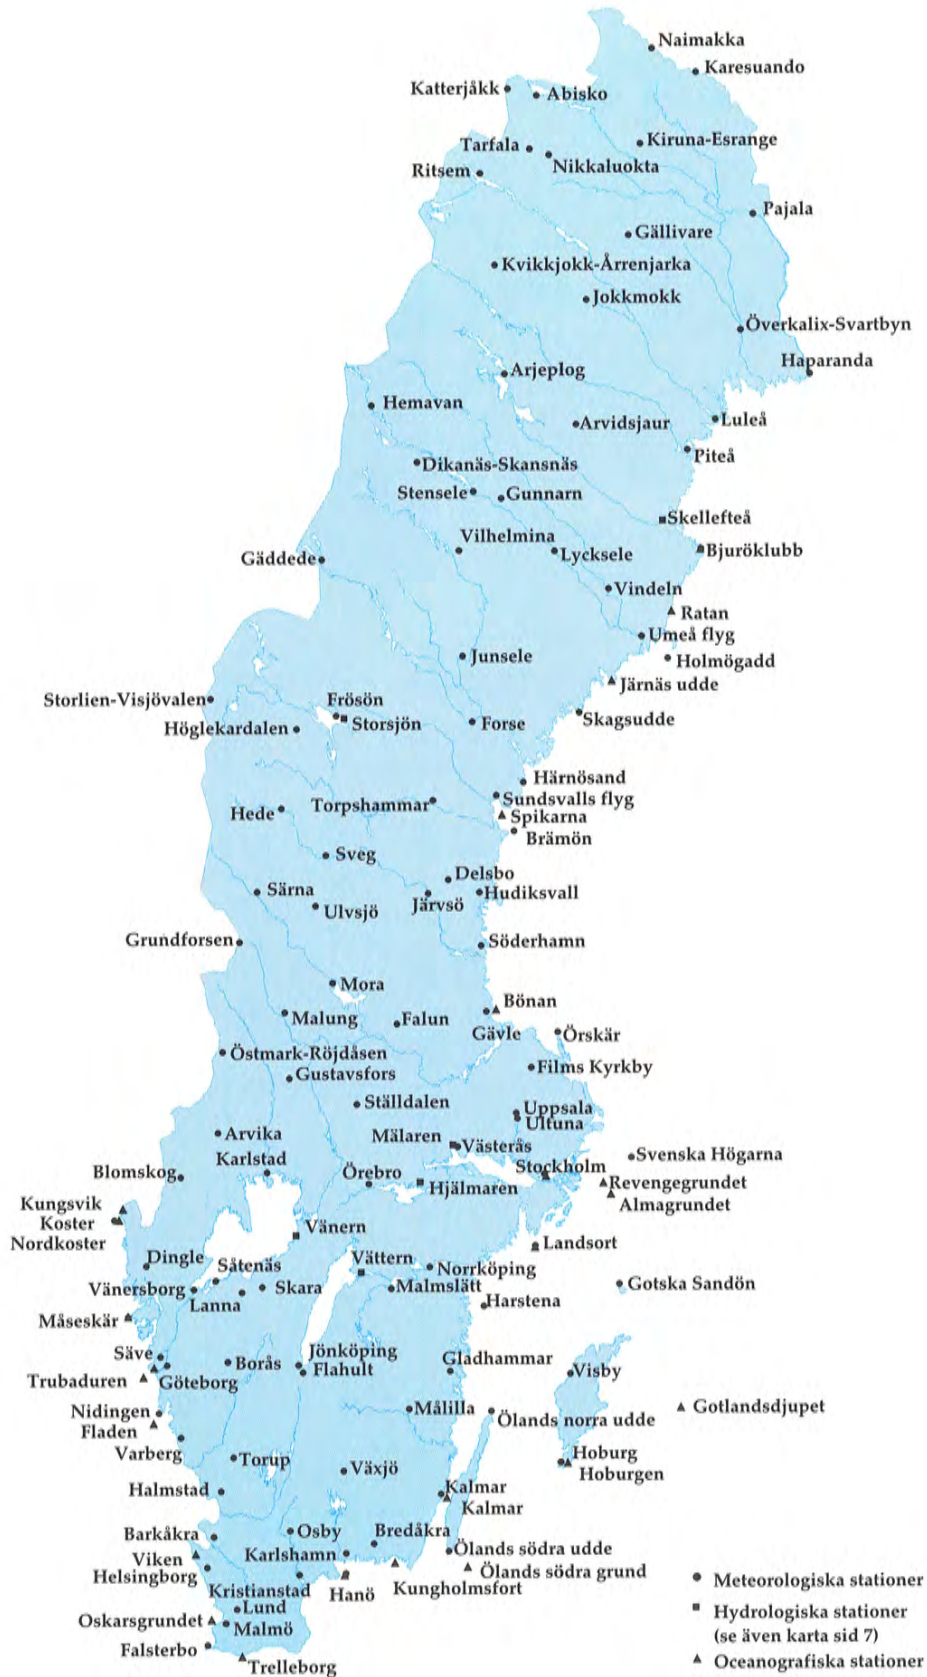 Naimakka
Karesuando
Katterjåkk
Abisko
Kiruna-Esrange
Tarfala
Nikkaluokta
Ritsem
Pajala
Gällivare
Kvikkjokk-Årrenjarka
Jokkmokk
Överkalix-Svartbyn
Haparanda
Arjeplog
Hemavan
Luleå
Arvidsjaur
Piteå
Dikanäs-Skansnäs
Stensele
Gunnarn
Skellefteå
Vilhelmina
Bjuröklubb
Lycksele
Gäddede
Vindeln
Ratan
Umeå flyg
Junsele
Holmögadd
Järnäs udde
Storlien-Visjövalen
Frösön
Storsjön
Skagsudde
Höglekardalen
Forse
Härnösand
Sundsvalls flyg
Torpshammar
Hede
Spikarna
Brämön
Sveg
Delsbo
Särna
Hudiksvall
Järvsö
Ulvsjö
Grundforsen
Söderhamn
Mora
Bönan
Malung
Falun
Gävle
Örskär
Östmark-Röjdåsen
Films Kyrkby
Gustavsfors
Ställdalen
Uppsala
Ultuna
Arvika
Mälaren
Västerås
Svenska Högarna
Blomskog
Karlstad
Örebro
Stockholm
Hjälmaren
Revengegrundet
Almagrundet
Kungsvik
Koster
Nordkoster
Vänern
Landsort
Dingle
Såtenäs
Vättern
Norrköping
Vänersborg
Lanna
Skara
Malmslätt
Gotska Sandön
Harstena
Måseskär
Säve
Borås
Jönköping
Flahult
Gladhammar
Visby
Trubaduren
Göteborg
Nidingen
Fladen
Målilla
Ölands norra udde
Gotlandsdjupet
Varberg
Torup
Växjö
Hoburg
Hoburgen
Halmstad
Kalmar
Kalmar
Barkåkra
Osby
Bredåkra
Viken
Karlshamn
Ölands södra udde
Helsingborg
Kristianstad
Hanö
Kungholmsfort
Ölands södra grund
Lund
Oskarsgrundet
Malmö
Falsterbo
Trelleborg
Meteorologiska stationer
Hydrologiska stationer
(se även karta sid 7)
Oceanografiska stationer